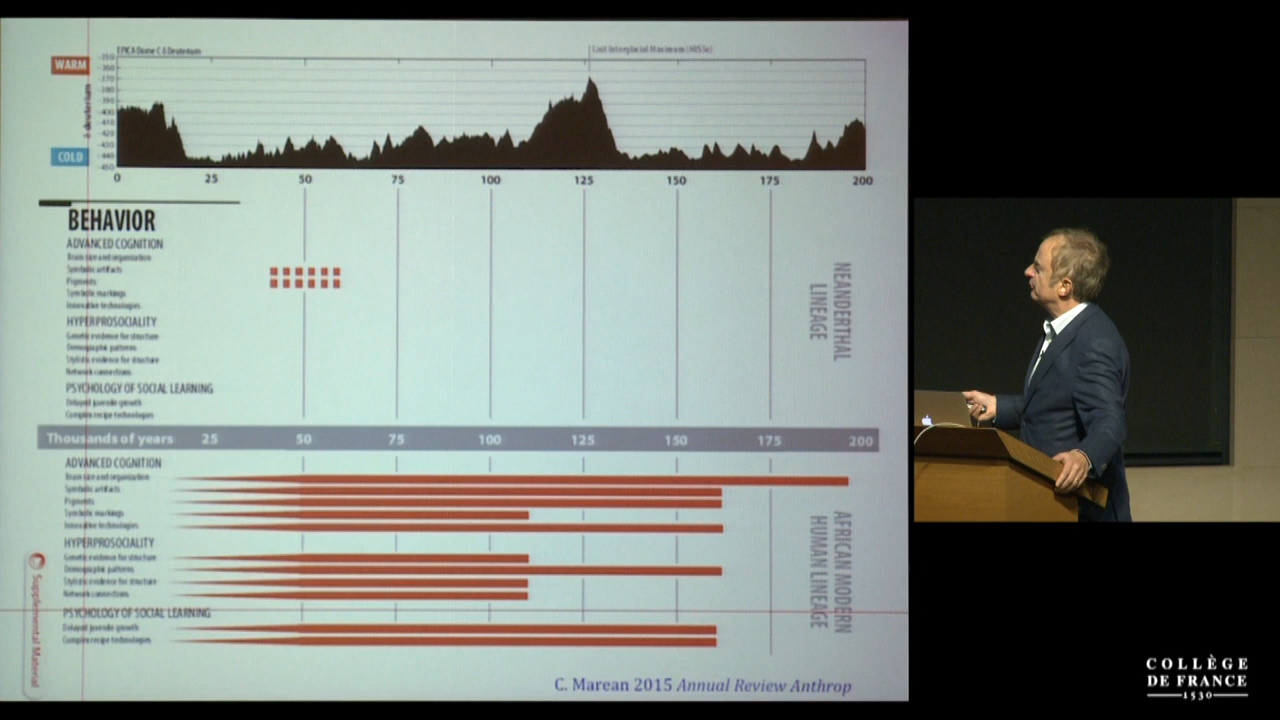 EPICA Dome C δ Deuterium
Last Interglacial Maximum (MIS5e)
WARM
COLD
δ deuterium
-350
-360
-370
-380
-390
-400
-410
-420
-430
-440
-450
0 25 50 75 100 125 150 175 200
BEHAVIOR
ADVANCED COGNITION
Brain size and organization
Symbolic artifacts
Pigments
Symbolic markings
Innovative technologies
HYPERPROSOCIALITY
Genetic evidence for structure
Demographic patterns
Stylistic evidence for structure
Network connections
PSYCHOLOGY OF SOCIAL LEARNING
Delayed juvenile growth
Complex recipe technologies
NEANDERTHAL
LINEAGE
Thousands of years 25 50 75 100 125 150 175 200
ADVANCED COGNITION
Brain size and organization
Symbolic artifacts
Pigments
Symbolic markings
Innovative technologies
HYPERPROSOCIALITY
Genetic evidence for structure
Demographic patterns
Stylistic evidence for structure
Network connections
PSYCHOLOGY OF SOCIAL LEARNING
Delayed juvenile growth
Complex recipe technologies
AFRICAN MODERN
HUMAN LINEAGE
Supplemental Material
C. Marean 2015 Annual Review Anthrop
COLLÈGE
DE FRANCE
1530